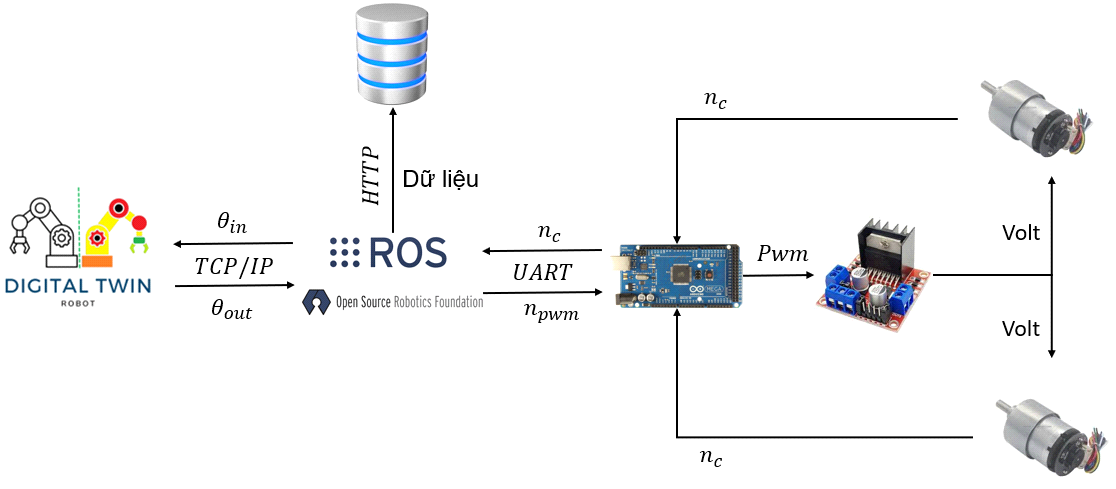 n_c
HTTP
Dữ liệu
θ_in
TCP/IP
θ_out
DIGITAL TWIN
ROBOT
ROS
Open Source Robotics Foundation
n_c
UART
n_pwm
Pwm
Volt
Volt
n_c